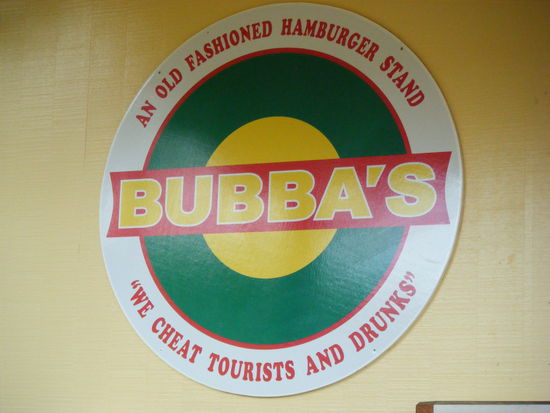 AN OLD FASHIONED HAMBURGER STAND
BUBBA'S
"WE CHEAT TOURISTS AND DRUNKS"